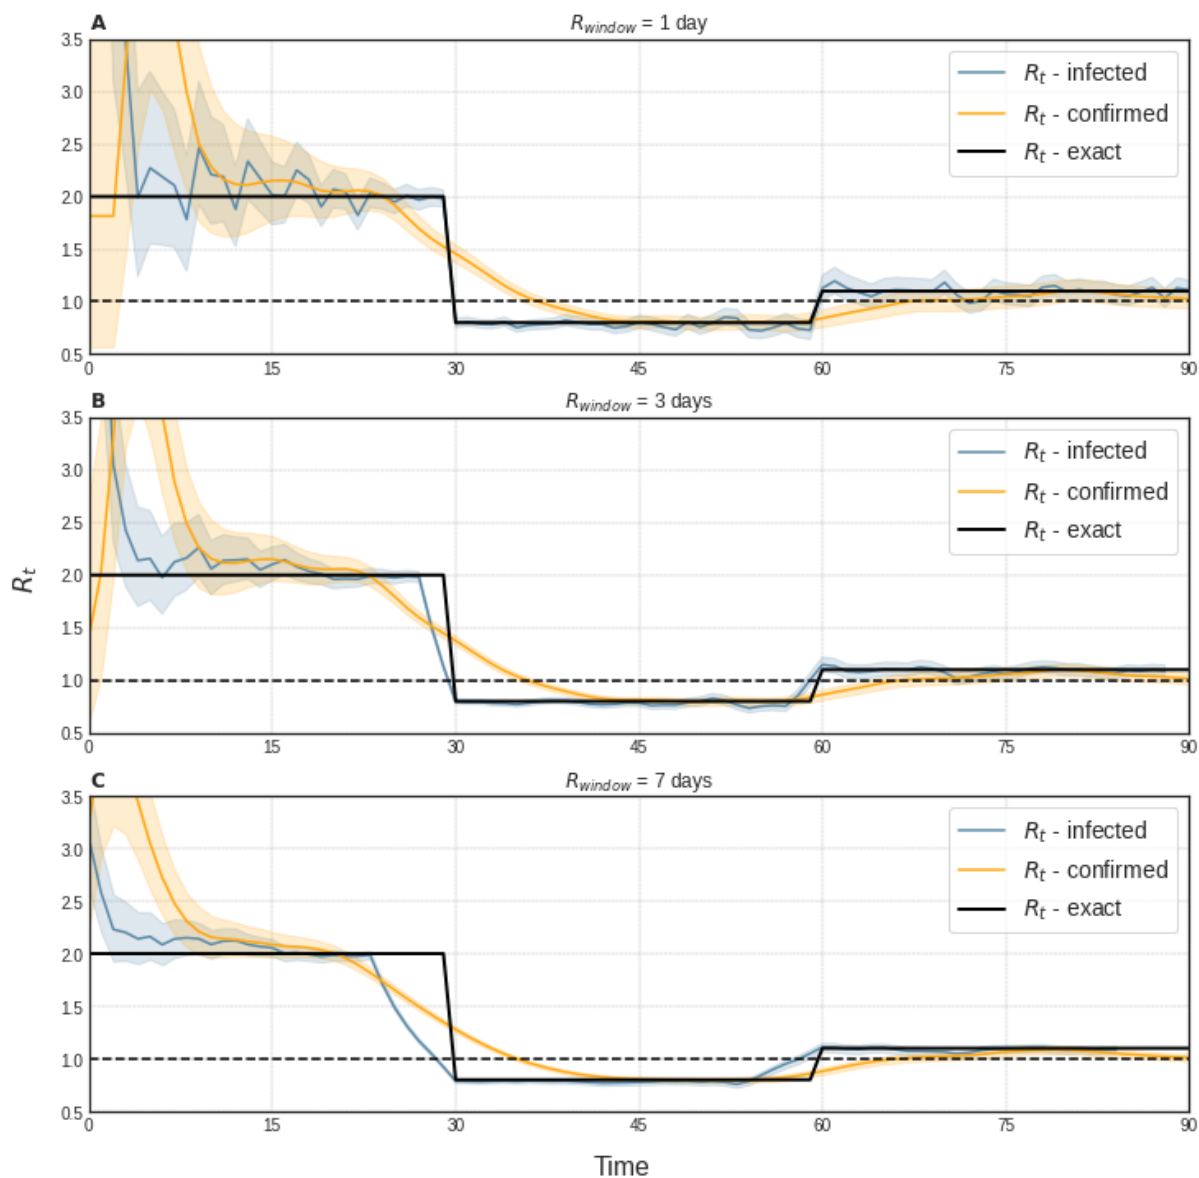 A
R_window = 1 day
3.5
3.0
2.5
2.0
1.5
1.0
0.5
R_t - infected
R_t - confirmed
R_t - exact
0 15 30 45 60 75 90
B
R_window = 3 days
3.5
3.0
2.5
2.0
1.5
1.0
0.5
R_t - infected
R_t - confirmed
R_t - exact
0 15 30 45 60 75 90
R_t
C
R_window = 7 days
3.5
3.0
2.5
2.0
1.5
1.0
0.5
R_t - infected
R_t - confirmed
R_t - exact
0 15 30 45 60 75 90
Time